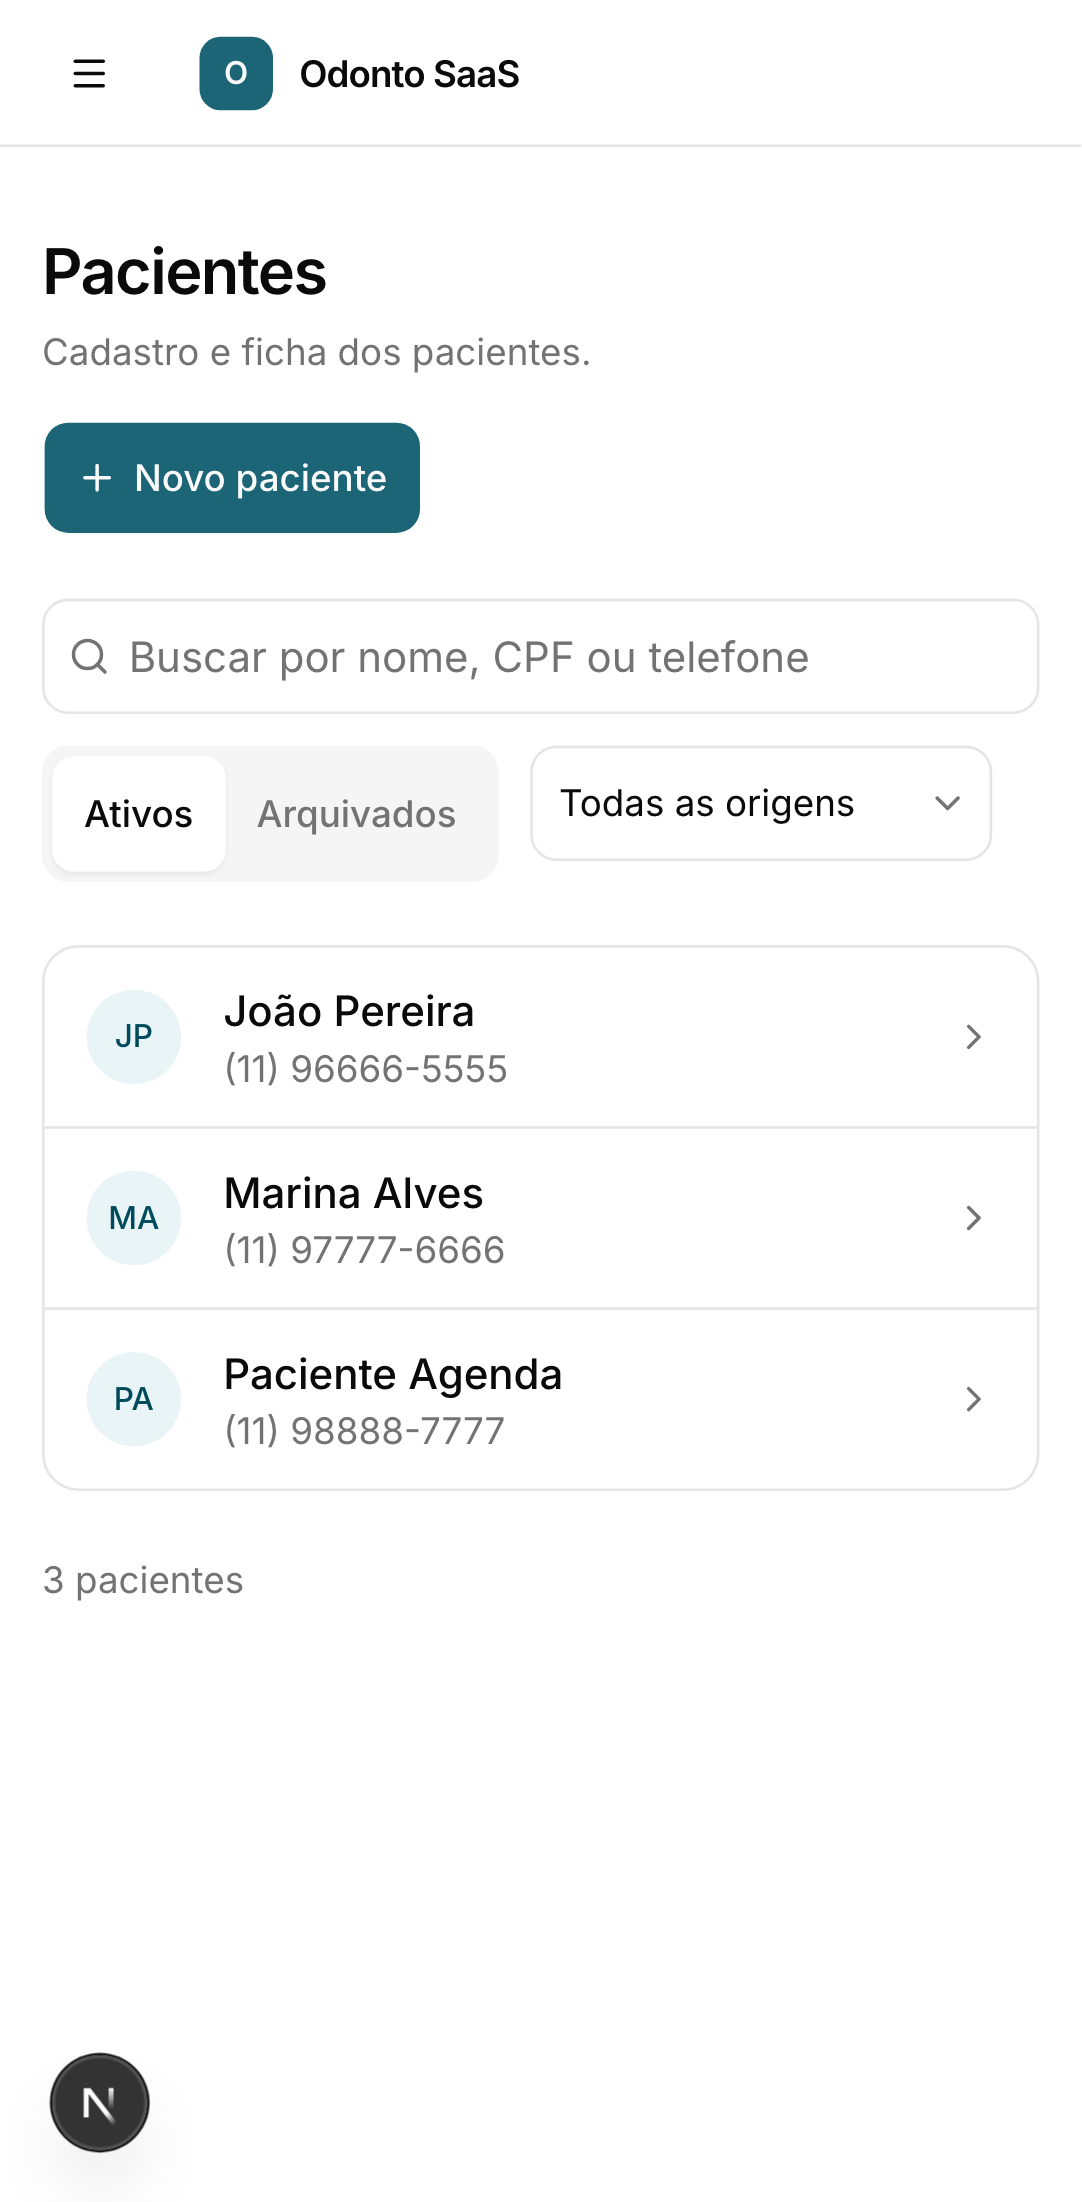 O Odonto SaaS
Pacientes
Cadastro e ficha dos pacientes.
+ Novo paciente
Buscar por nome, CPF ou telefone
Ativos Arquivados Todas as origens
JP João Pereira
(11) 96666-5555
MA Marina Alves
(11) 97777-6666
PA Paciente Agenda
(11) 98888-7777
3 pacientes
N